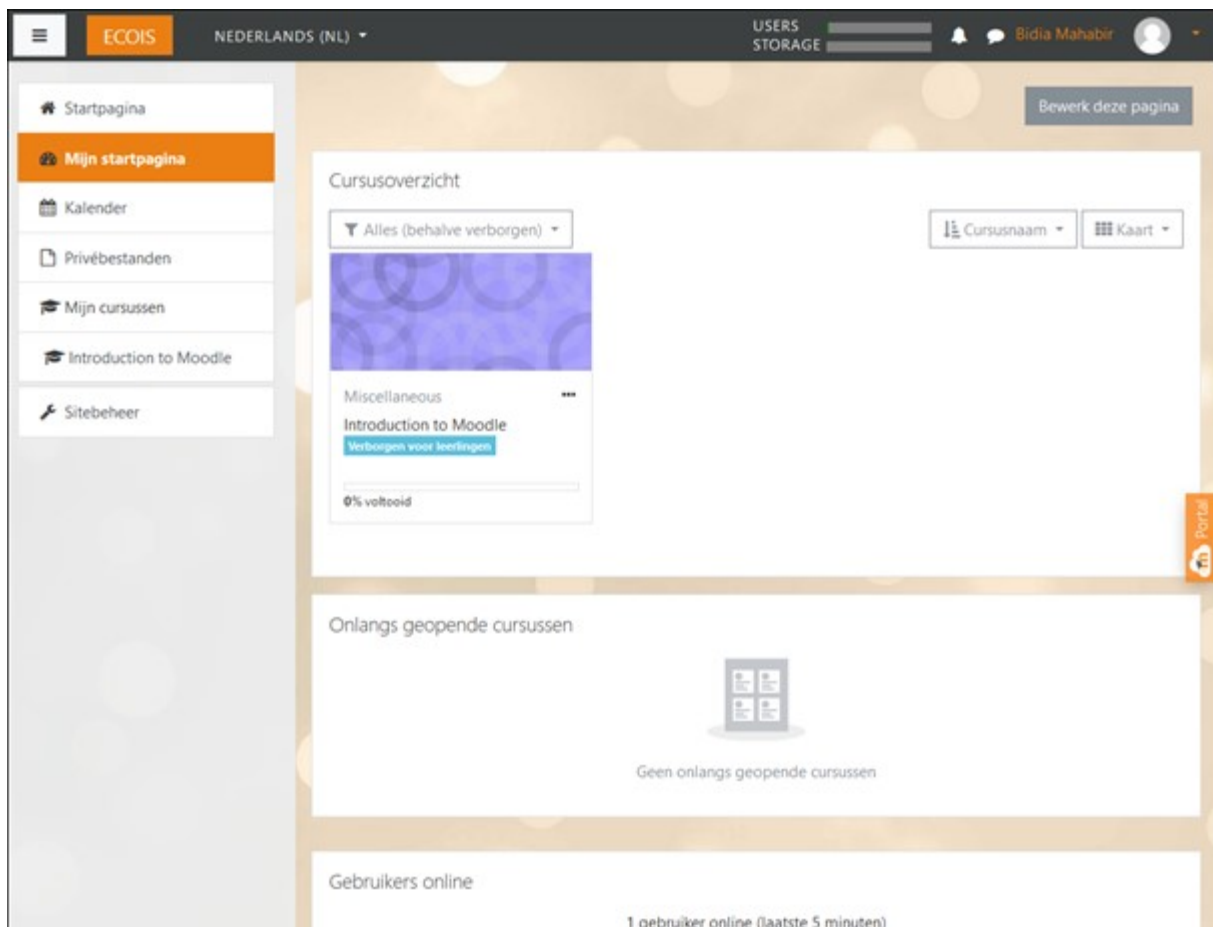 ECOIS
NEDERLANDS (NL)
USERS
STORAGE
Bidia Mahabir
Startpagina
Mijn startpagina
Kalender
Privébestanden
Mijn cursussen
Introduction to Moodle
Sitebeheer
Bewerk deze pagina
Cursusoverzicht
Alles (behalve verborgen)
Cursusnaam
Kaart
Miscellaneous
Introduction to Moodle
Verborgen voor leerlingen
0% voltooid
Portal
Onlangs geopende cursussen
Geen onlangs geopende cursussen
Gebruikers online
1 gebruiker online (laatste 5 minuten)